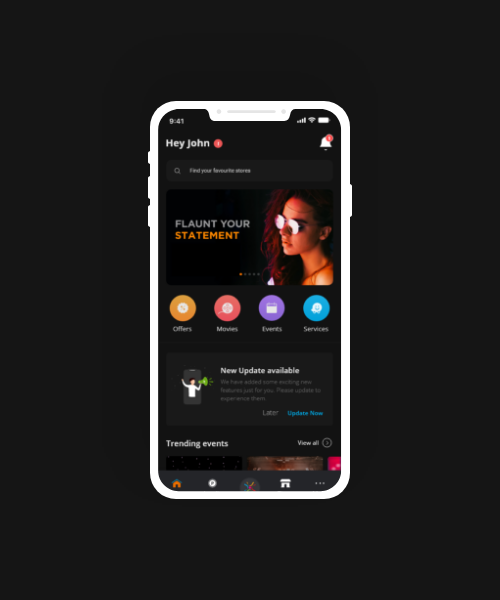 9:41
Hey John
Find your favourite stores
FLAUNT YOUR
STATEMENT
Offers
Movies
Events
Services
New Update available
We have added some exciting new
features just for you. Please update to
experience them
Later
Update Now
Trending events
View all